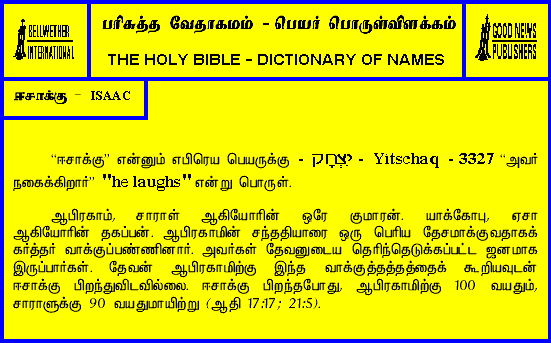 BELLWETHER
INTERNATIONAL
பரிசுத்த வேதாகமம் - பெயர் பொருள்விளக்கம்
THE HOLY BIBLE - DICTIONARY OF NAMES
GOOD NEWS
PUBLISHERS
ஈசாக்கு - ISAAC
“ஈசாக்கு” என்னும் எபிரெய பெயருக்கு - יִצְחָק - Yitschaq - 3327 “அவர்
நகைக்கிறார்” "he laughs" என்று பொருள்.
ஆபிரகாம், சாராள் ஆகியோரின் ஒரே குமாரன். யாக்கோபு, ஏசா
ஆகியோரின் தகப்பன். ஆபிரகாமின் சந்ததியாரை ஒரு பெரிய தேசமாக்குவதாகக்
கர்த்தர் வாக்குப்பண்ணினார். அவர்கள் தேவனுடைய தெரிந்தெடுக்கப்பட்ட ஜனமாக
இருப்பார்கள். தேவன் ஆபிரகாமிற்கு இந்த வாக்குத்தத்தத்தைக் கூறியவுடன்
ஈசாக்கு பிறந்துவிடவில்லை. ஈசாக்கு பிறந்தபோது, ஆபிரகாமிற்கு 100 வயதும்,
சாராளுக்கு 90 வயதுமாயிற்று (ஆதி 17:17; 21:5).